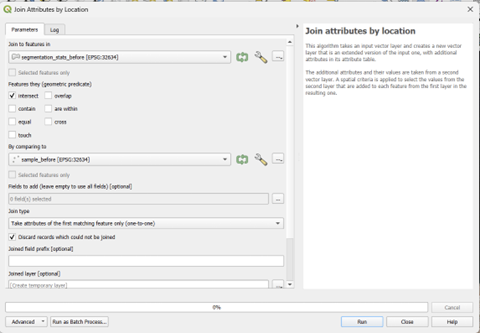 Join Attributes by Location
Parameters
Log
Join to features in
segmentation_stats_before [EPSG:32634]
Selected features only
Features they (geometric predicate)
intersect
overlap
contain
are within
equal
cross
touch
By comparing to
sample_before [EPSG:32634]
Selected features only
Fields to add (leave empty to use all fields) [optional]
0 field(s) selected
Join type
Take attributes of the first matching feature only (one-to-one)
Discard records which could not be joined
Joined field prefix [optional]
Joined layer [optional]
[Create temporary layer]
Join attributes by location
This algorithm takes an input vector layer and creates a new vector
layer that is an extended version of the input one, with additional
attributes in its attribute table.
The additional attributes and their values are taken from a second
vector layer. A spatial criteria is applied to select the values from the
second layer that are added to each feature from the first layer in the
resulting one.
0%
Cancel
Advanced
Run as Batch Process...
Run
Close
Help